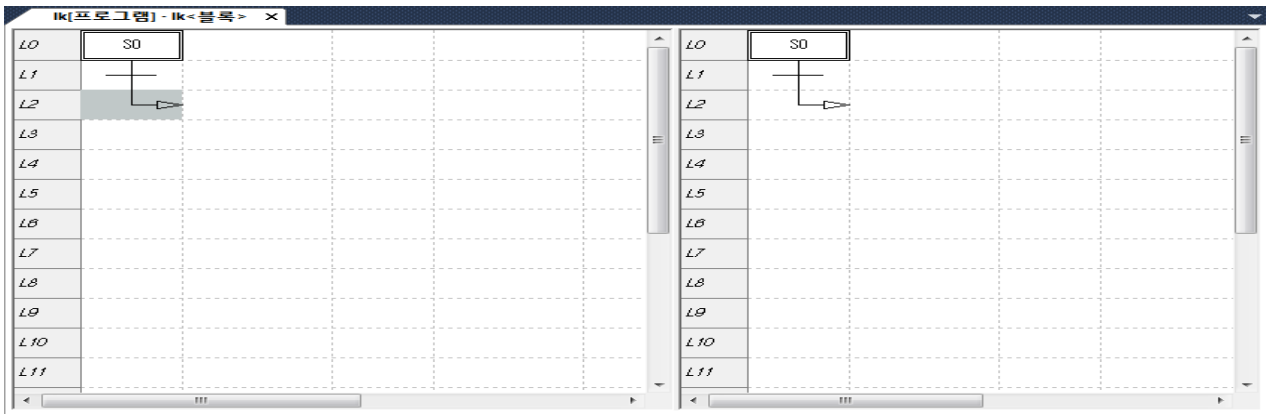 lk[프로그램] - lk<블록> ×
L0 S0
L1
L2
L3
L4
L5
L6
L7
L8
L9
L10
L11
L0 S0
L1
L2
L3
L4
L5
L6
L7
L8
L9
L10
L11